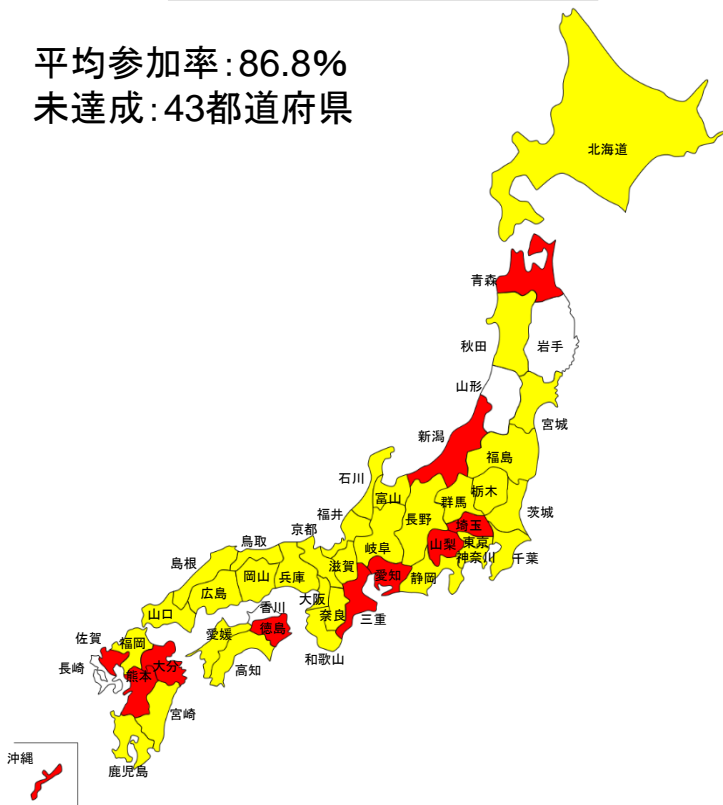 平均参加率：86.8%
未達成：43都道府県
北海道
青森
秋田
岩手
山形
宮城
新潟
福島
石川
富山
群馬
栃木
茨城
福井
長野
埼玉
京都
岐阜
山梨
東京
鳥取
滋賀
神奈川
千葉
島根
岡山
兵庫
愛知
静岡
広島
大阪
香川
奈良
三重
山口
徳島
佐賀
福岡
愛媛
和歌山
長崎
大分
高知
熊本
宮崎
沖縄
鹿児島